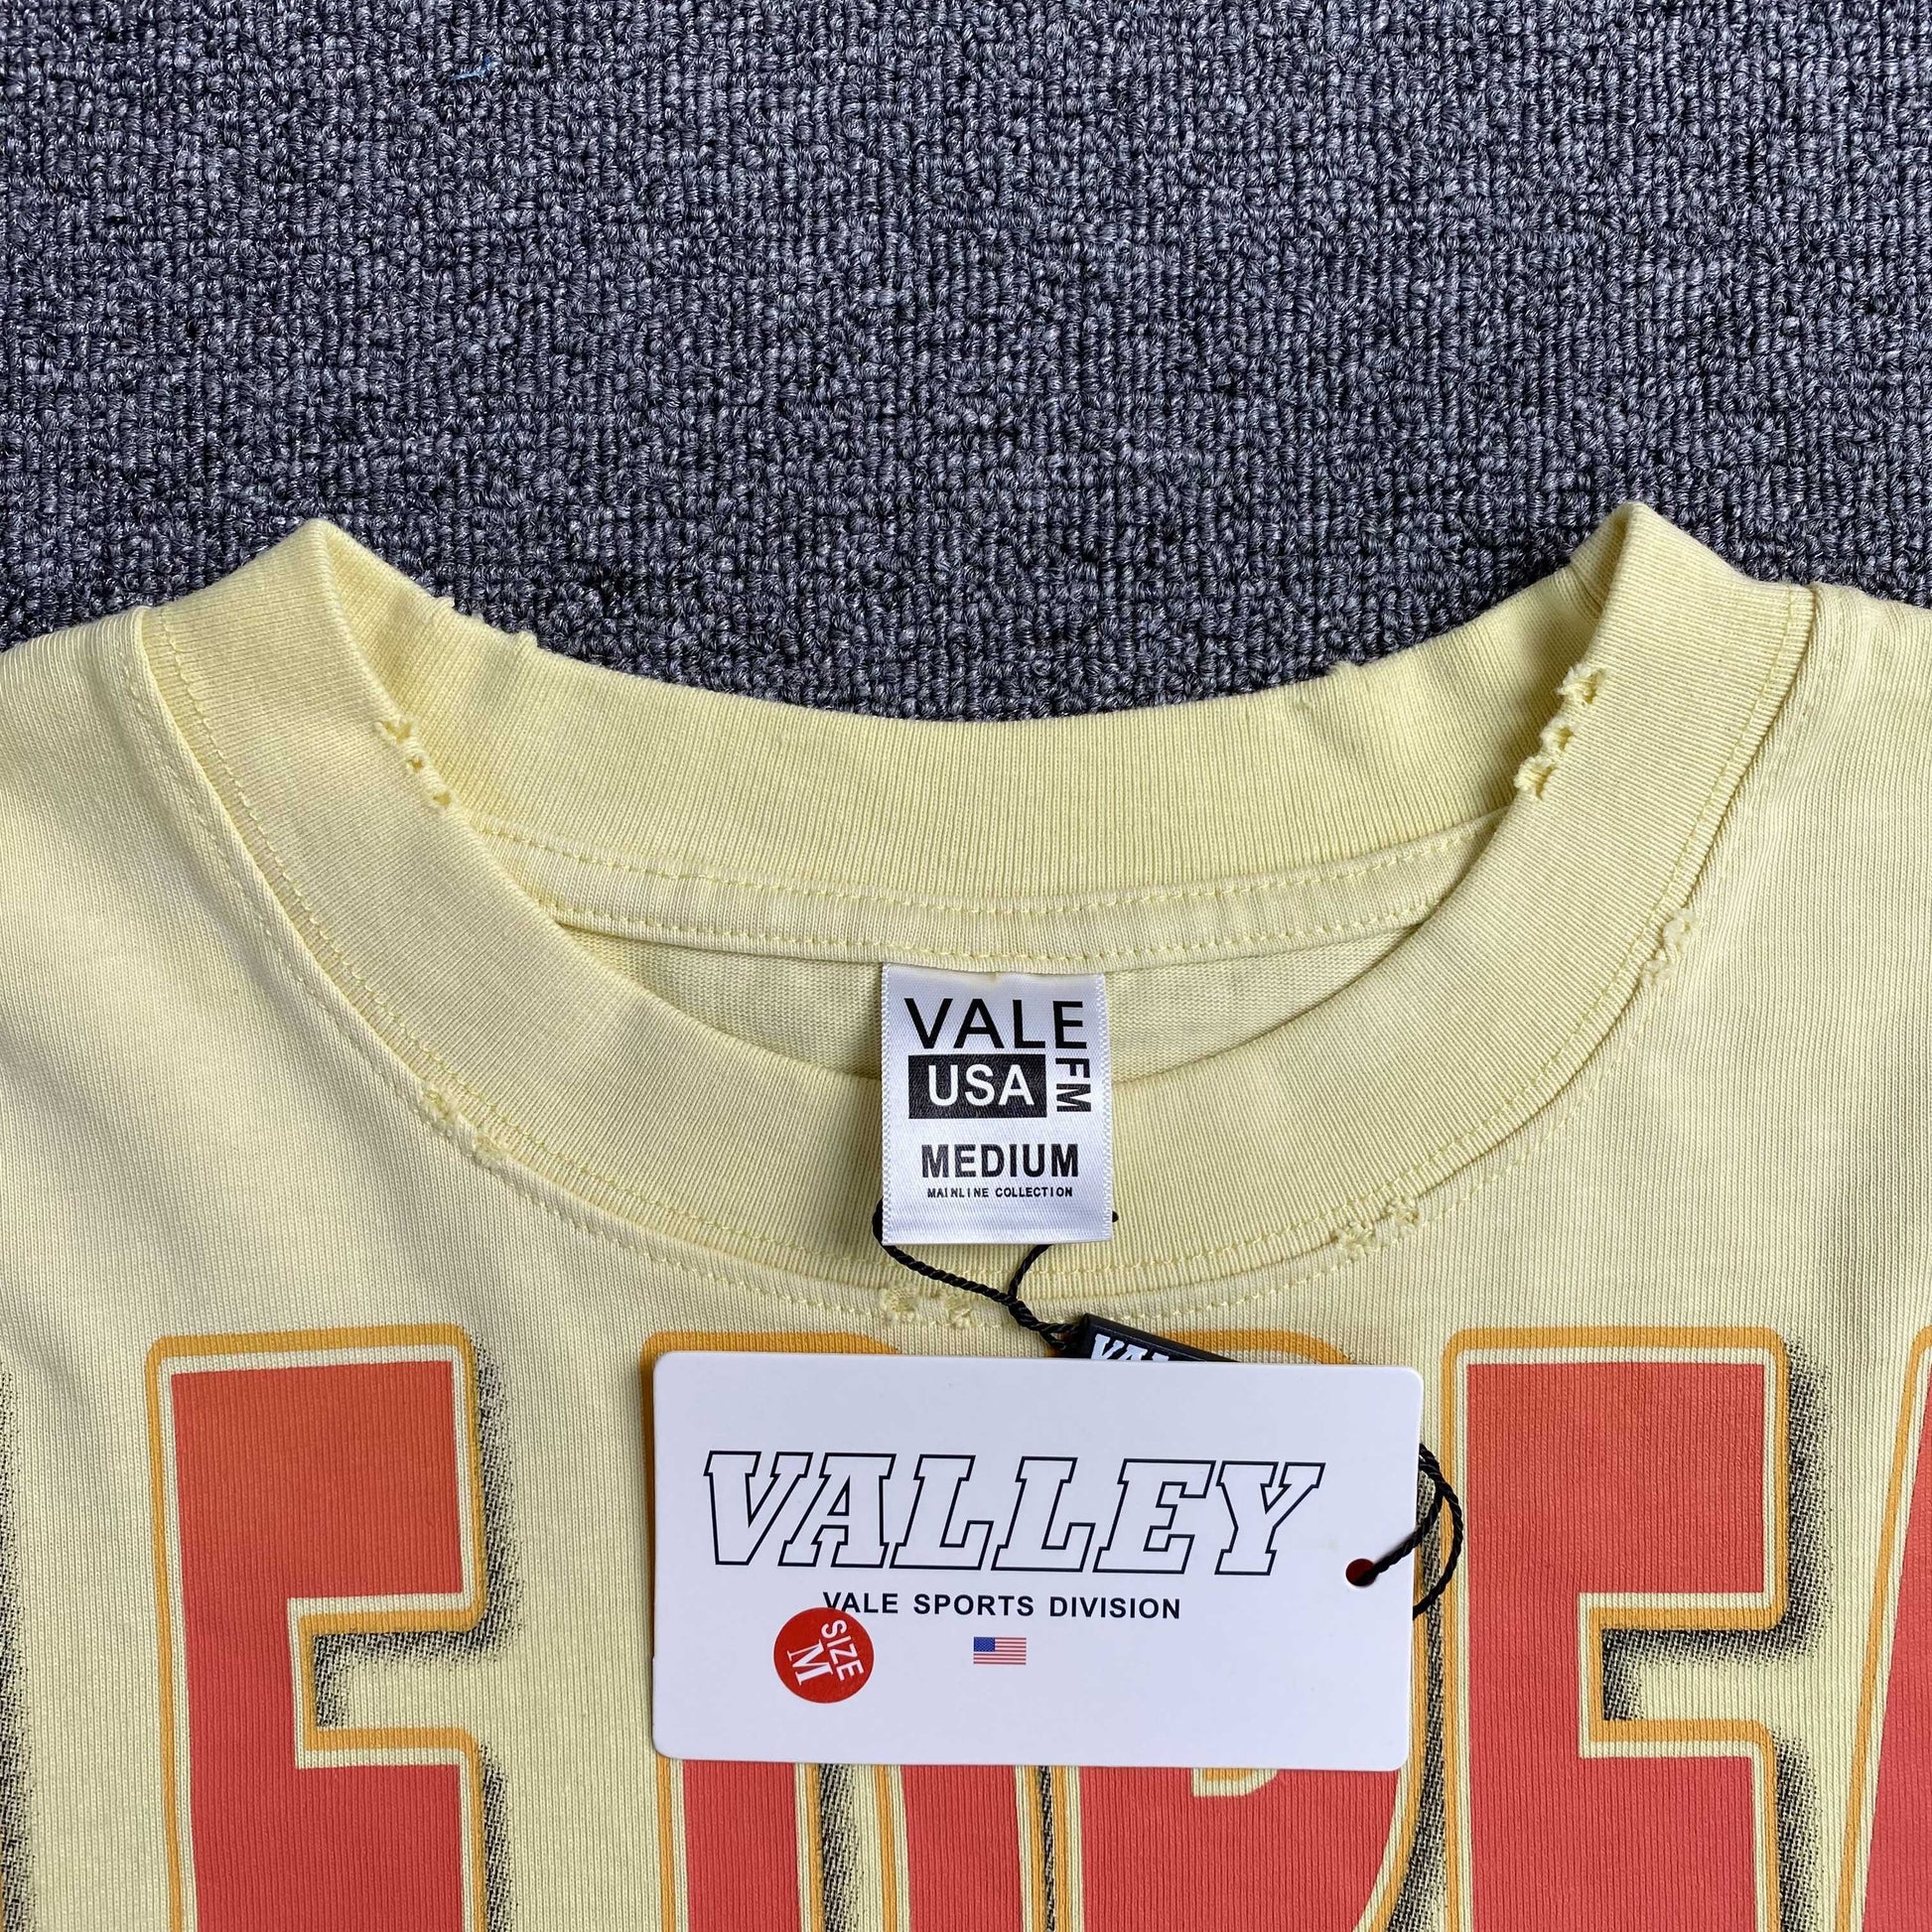 VALE
FM
USA
MEDIUM
MAINLINE COLLECTION
VALLEY
VALE SPORTS DIVISION
SIZE
M